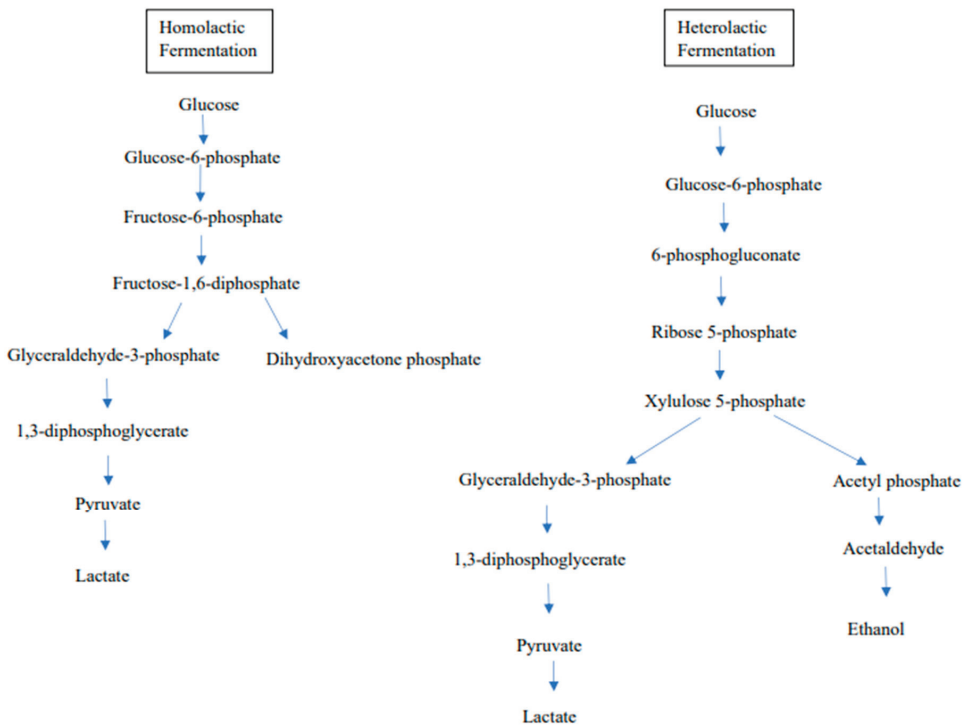 Homolactic
Fermentation
Glucose
Glucose-6-phosphate
Fructose-6-phosphate
Fructose-1,6-diphosphate
Glyceraldehyde-3-phosphate
Dihydroxyacetone phosphate
1,3-diphosphoglycerate
Pyruvate
Lactate
Heterolactic
Fermentation
Glucose
Glucose-6-phosphate
6-phosphogluconate
Ribose 5-phosphate
Xylulose 5-phosphate
Glyceraldehyde-3-phosphate
Acetyl phosphate
1,3-diphosphoglycerate
Acetaldehyde
Pyruvate
Ethanol
Lactate